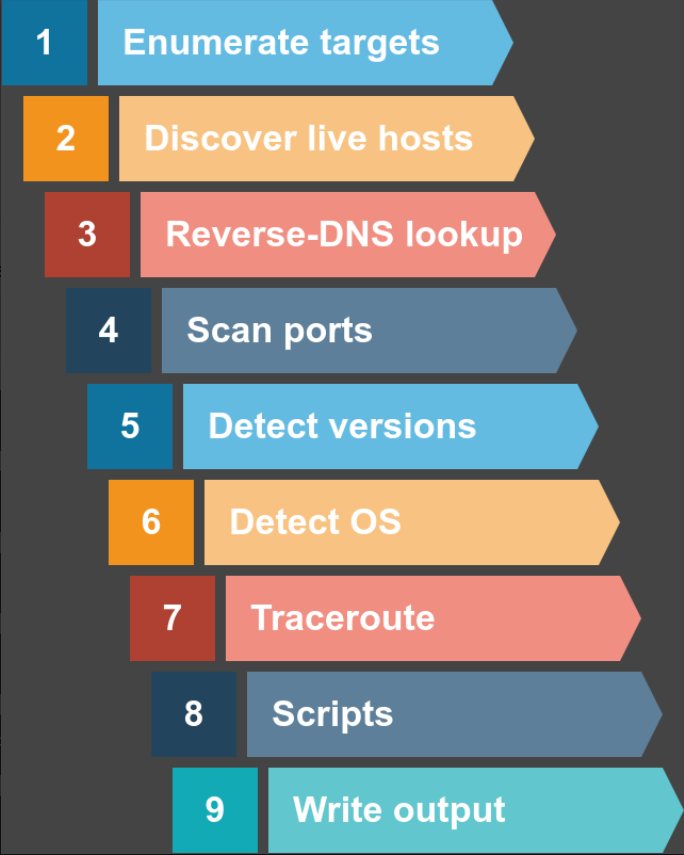 1 Enumerate targets
2 Discover live hosts
3 Reverse-DNS lookup
4 Scan ports
5 Detect versions
6 Detect OS
7 Traceroute
8 Scripts
9 Write output